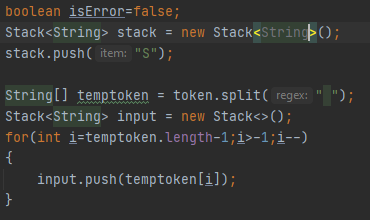 boolean isError=false;
Stack<String> stack = new Stack<String>();
stack.push( item: "S");
String[] temptoken = token.split( regex: " ");
Stack<String> input = new Stack<>();
for(int i=temptoken.length-1;i>-1;i--)
{
input.push(temptoken[i]);
}